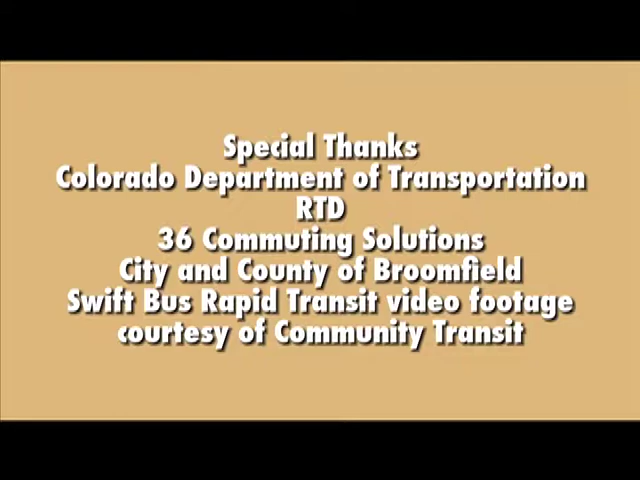 Special Thanks
Colorado Department of Transportation
RTD
36 Commuting Solutions
City and County of Broomfield
Swift Bus Rapid Transit video footage
courtesy of Community Transit